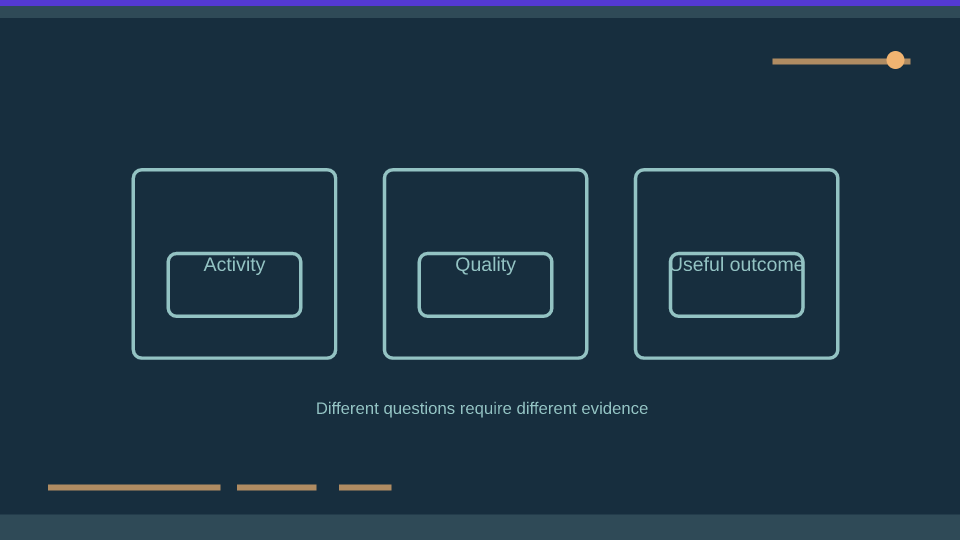 Activity
Quality
Useful outcome
Different questions require different evidence